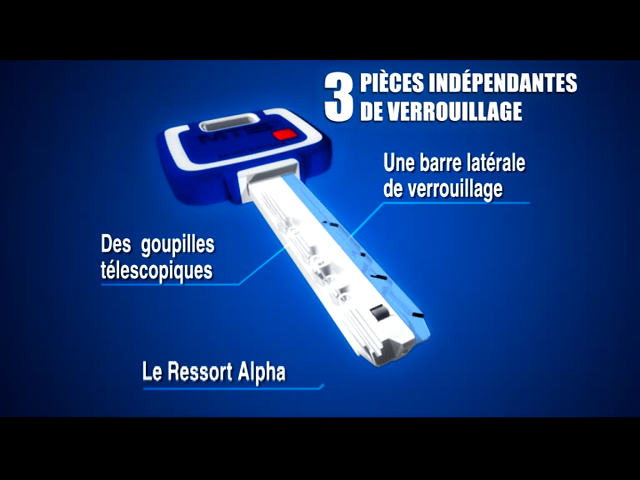 3 PIÈCES INDÉPENDANTES
DE VERROUILLAGE
Une barre latérale
de verrouillage
Des goupilles
télescopiques
Le Ressort Alpha